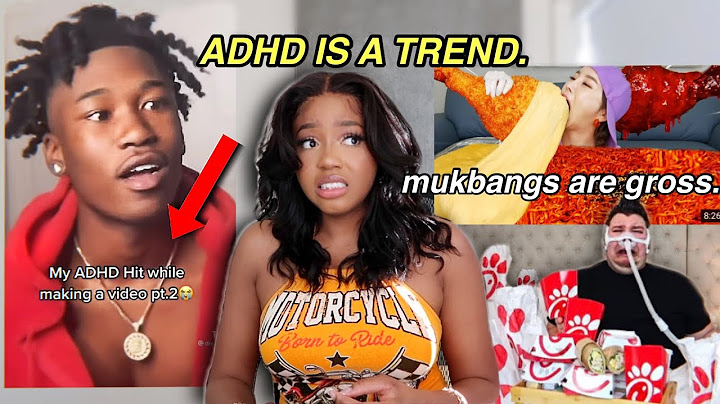 ADHD IS A TREND.
mukbangs are gross.
8:26
My ADHD Hit while
making a video pt.2😭
MOTORCYCLE
Born to Ride